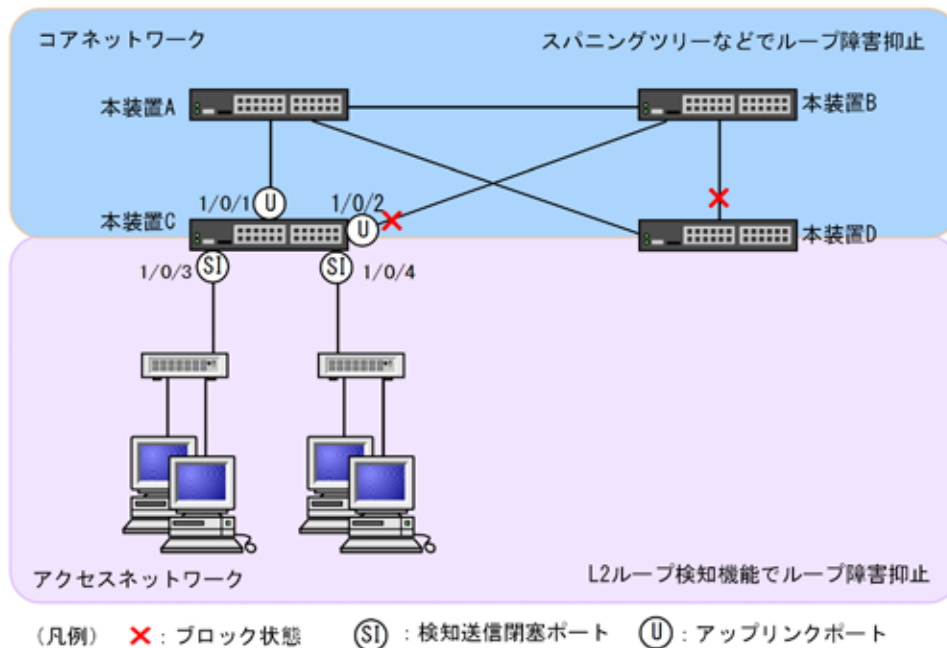 コアネットワーク
スパニングツリーなどでループ障害抑止
本装置A
本装置B
1/0/1
U
1/0/2
本装置C
U
本装置D
1/0/3
SI
SI
1/0/4
アクセスネットワーク
L2ループ検知機能でループ障害抑止
(凡例) ×:ブロック状態 SI:検知送信閉塞ポート U:アップリンクポート